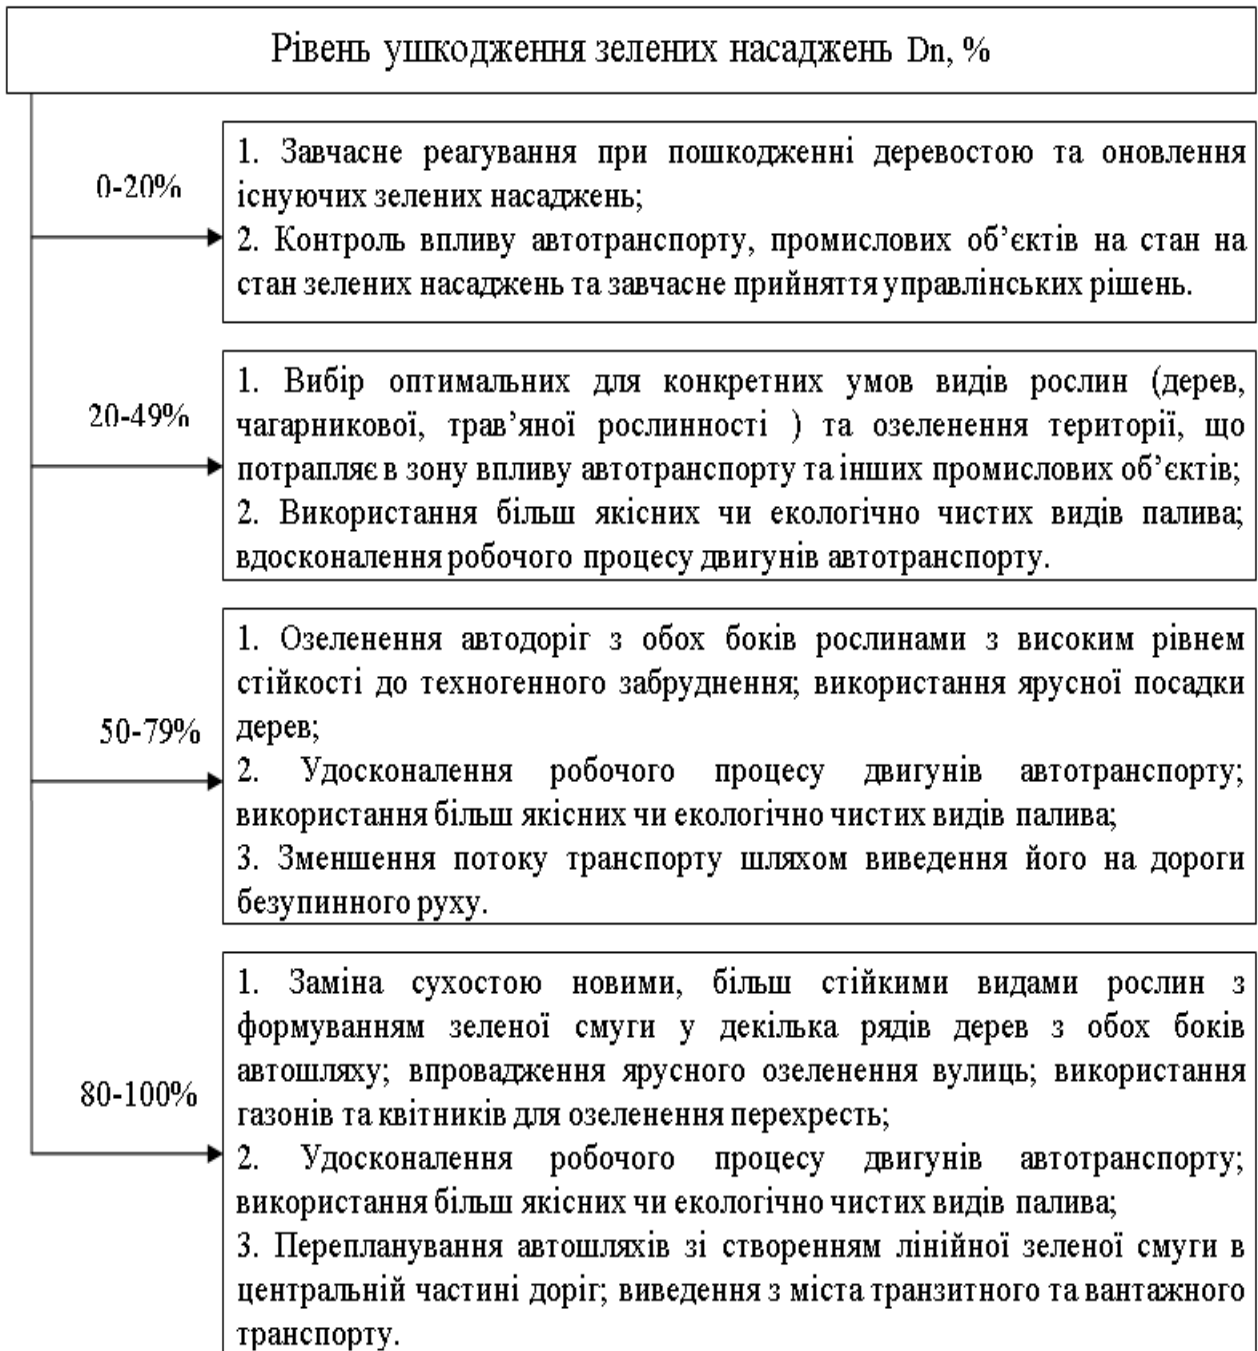 Рівень ушкодження зелених насаджень Dn, %
0-20%
1. Завчасне реагування при пошкодженні деревостою та оновлення
існуючих зелених насаджень;
2. Контроль впливу автотранспорту, промислових об’єктів на стан на
стан зелених насаджень та завчасне прийняття управлінських рішень.
20-49%
1. Вибір оптимальних для конкретних умов видів рослин (дерев,
чагарникової, трав’яної рослинності ) та озеленення території, що
потрапляє в зону впливу автотранспорту та інших промислових об’єктів;
2. Використання більш якісних чи екологічно чистих видів палива;
вдосконалення робочого процесу двигунів автотранспорту.
50-79%
1. Озеленення автодоріг з обох боків рослинами з високим рівнем
стійкості до техногенного забруднення; використання ярусної посадки
дерев;
2. Удосконалення робочого процесу двигунів автотранспорту;
використання більш якісних чи екологічно чистих видів палива;
3. Зменшення потоку транспорту шляхом виведення його на дороги
безупинного руху.
80-100%
1. Заміна сухостою новими, більш стійкими видами рослин з
формуванням зеленої смуги у декілька рядів дерев з обох боків
автошляху; впровадження ярусного озеленення вулиць; використання
газонів та квітників для озеленення перехресть;
2. Удосконалення робочого процесу двигунів автотранспорту;
використання більш якісних чи екологічно чистих видів палива;
3. Перепланування автошляхів зі створенням лінійної зеленої смуги в
центральній частині доріг; виведення з міста транзитного та вантажного
транспорту.